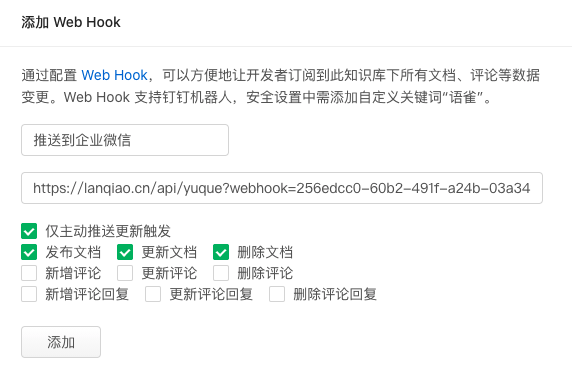 添加 Web Hook
通过配置 Web Hook，可以方便地让开发者订阅到此知识库下所有文档、评论等数据
变更。Web Hook 支持钉钉机器人，安全设置中需添加自定义关键词“语雀”。
推送到企业微信
https://lanqiao.cn/api/yuque?webhook=256edcc0-60b2-491f-a24b-03a34
仅主动推送更新触发
发布文档 更新文档 删除文档
新增评论 更新评论 删除评论
新增评论回复 更新评论回复 删除评论回复
添加